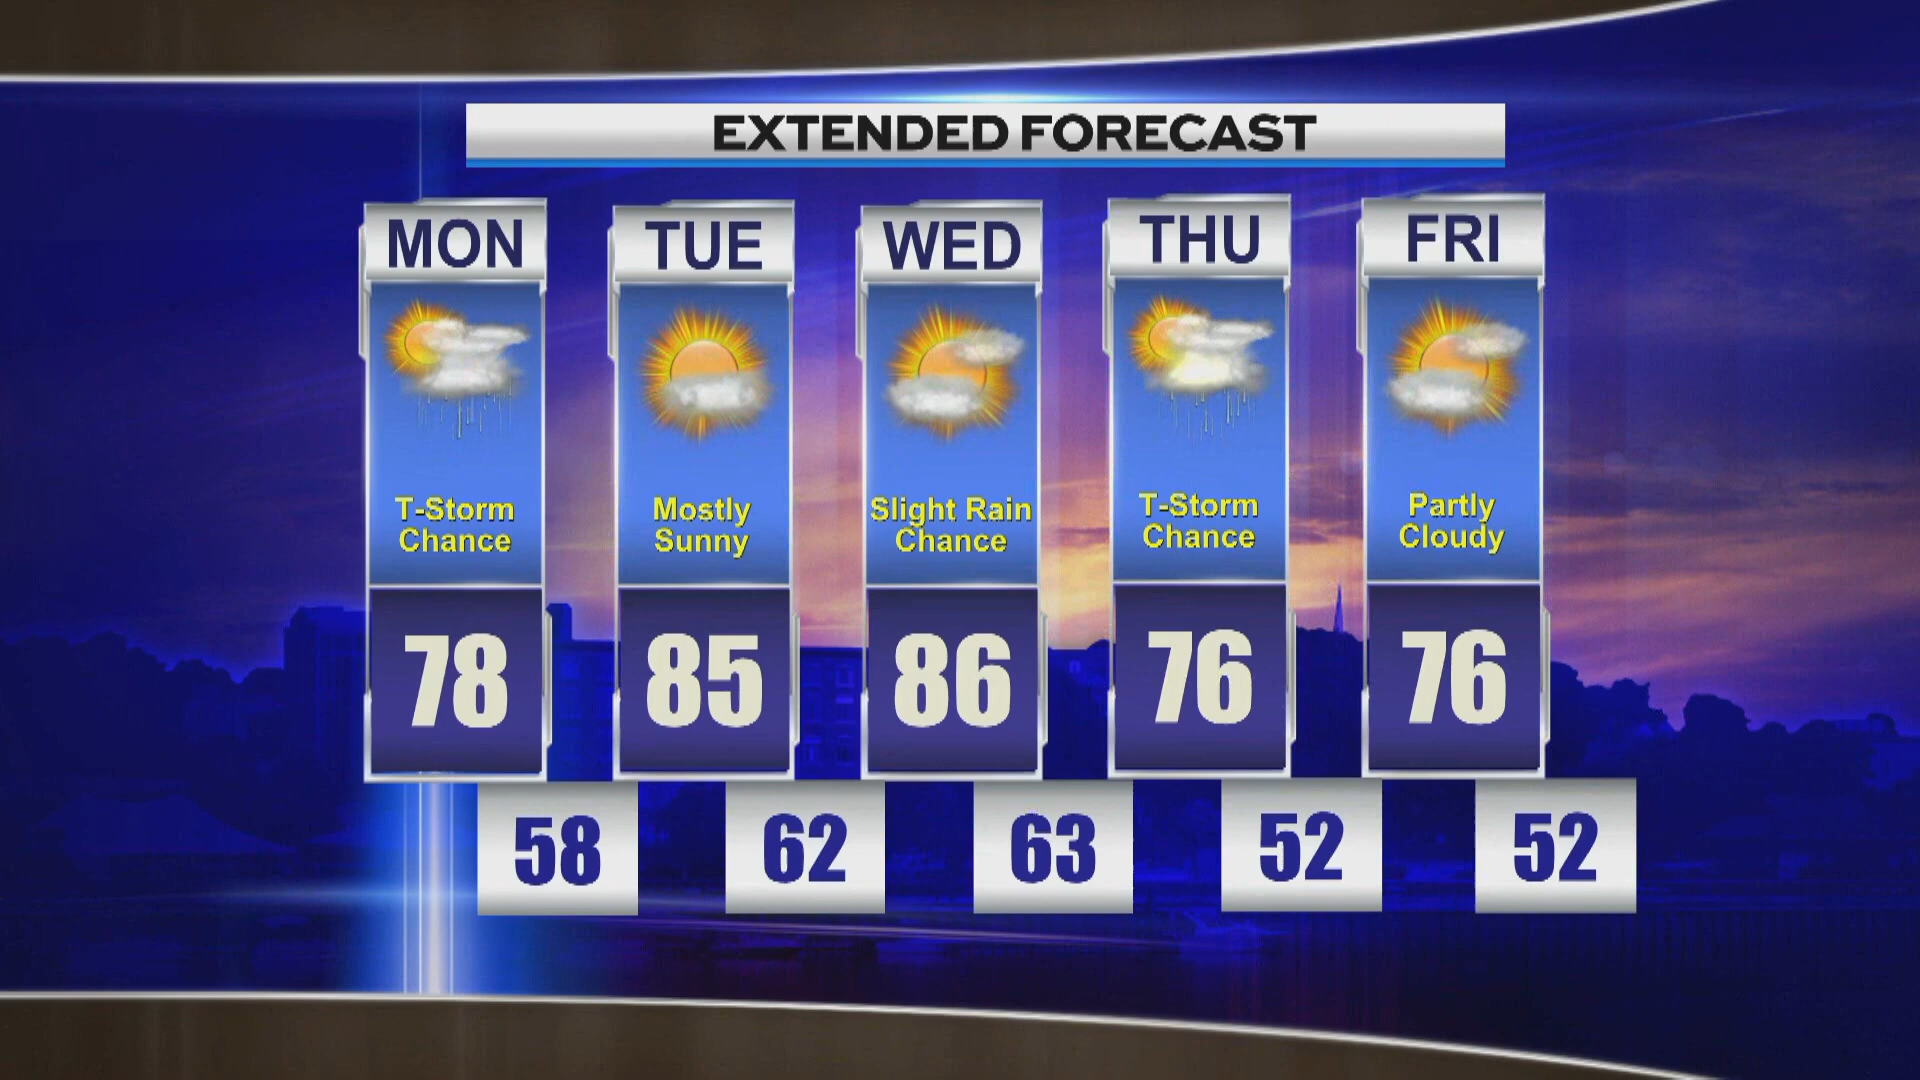 EXTENDED FORECAST
MON
T-Storm
Chance
78
58
TUE
Mostly
Sunny
85
62
WED
Slight Rain
Chance
86
63
THU
T-Storm
Chance
76
52
FRI
Partly
Cloudy
76
52